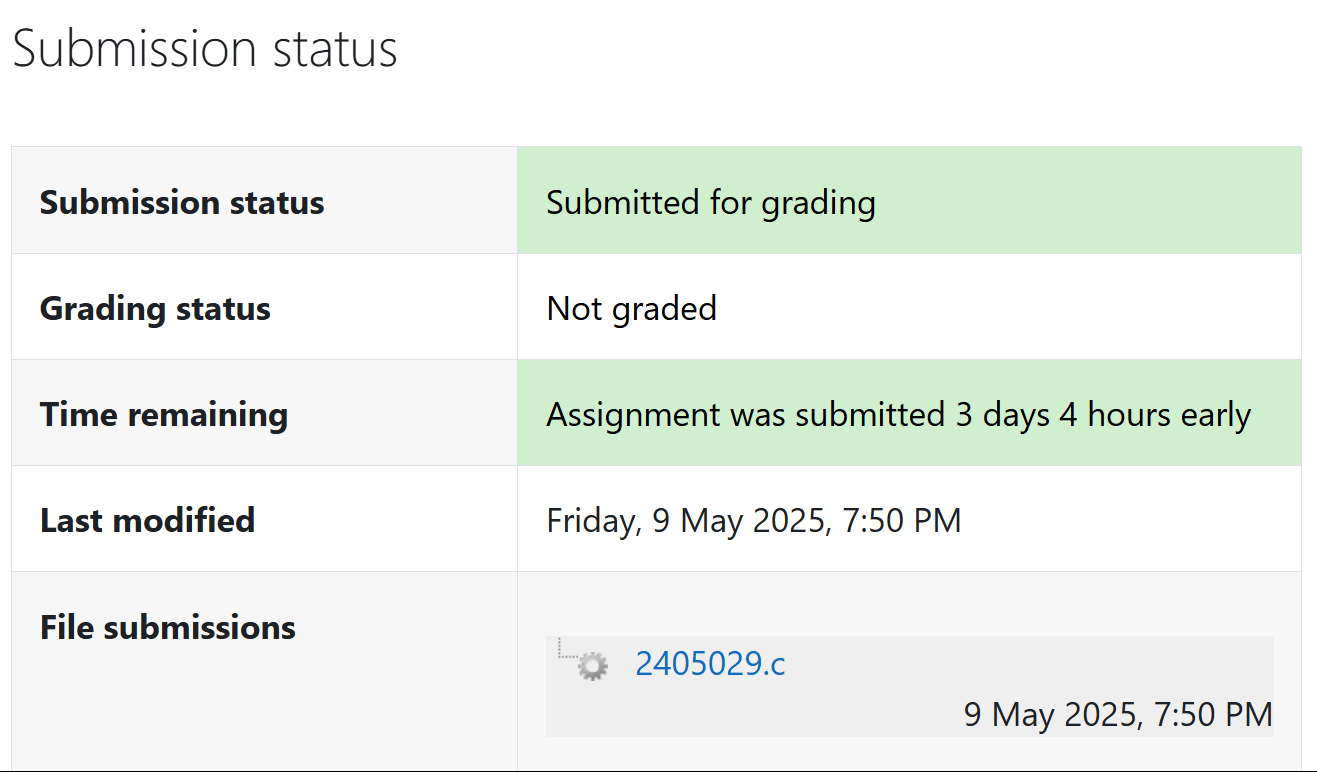 Submission status
Submission status
Submitted for grading
Grading status
Not graded
Time remaining
Assignment was submitted 3 days 4 hours early
Last modified
Friday, 9 May 2025, 7:50 PM
File submissions
2405029.c
9 May 2025, 7:50 PM